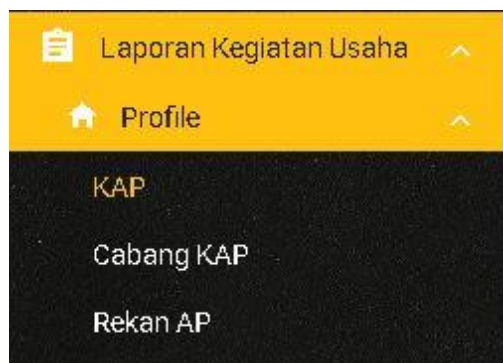 Laporan Kegiatan Usaha
Profile
KAP
Cabang KAP
Rekan AP